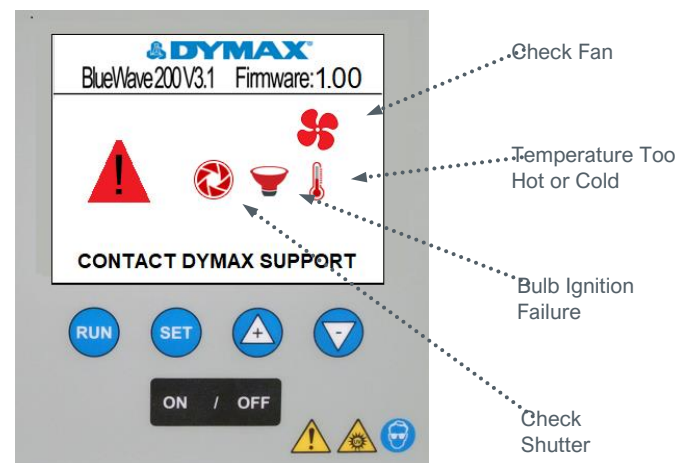 DYMAX
BlueWave 200 V3.1 Firmware: 1.00
CONTACT DYMAX SUPPORT
RUN
SET
+
-
ON / OFF
UV
Check Fan
Temperature Too
Hot or Cold
Bulb Ignition
Failure
Check
Shutter